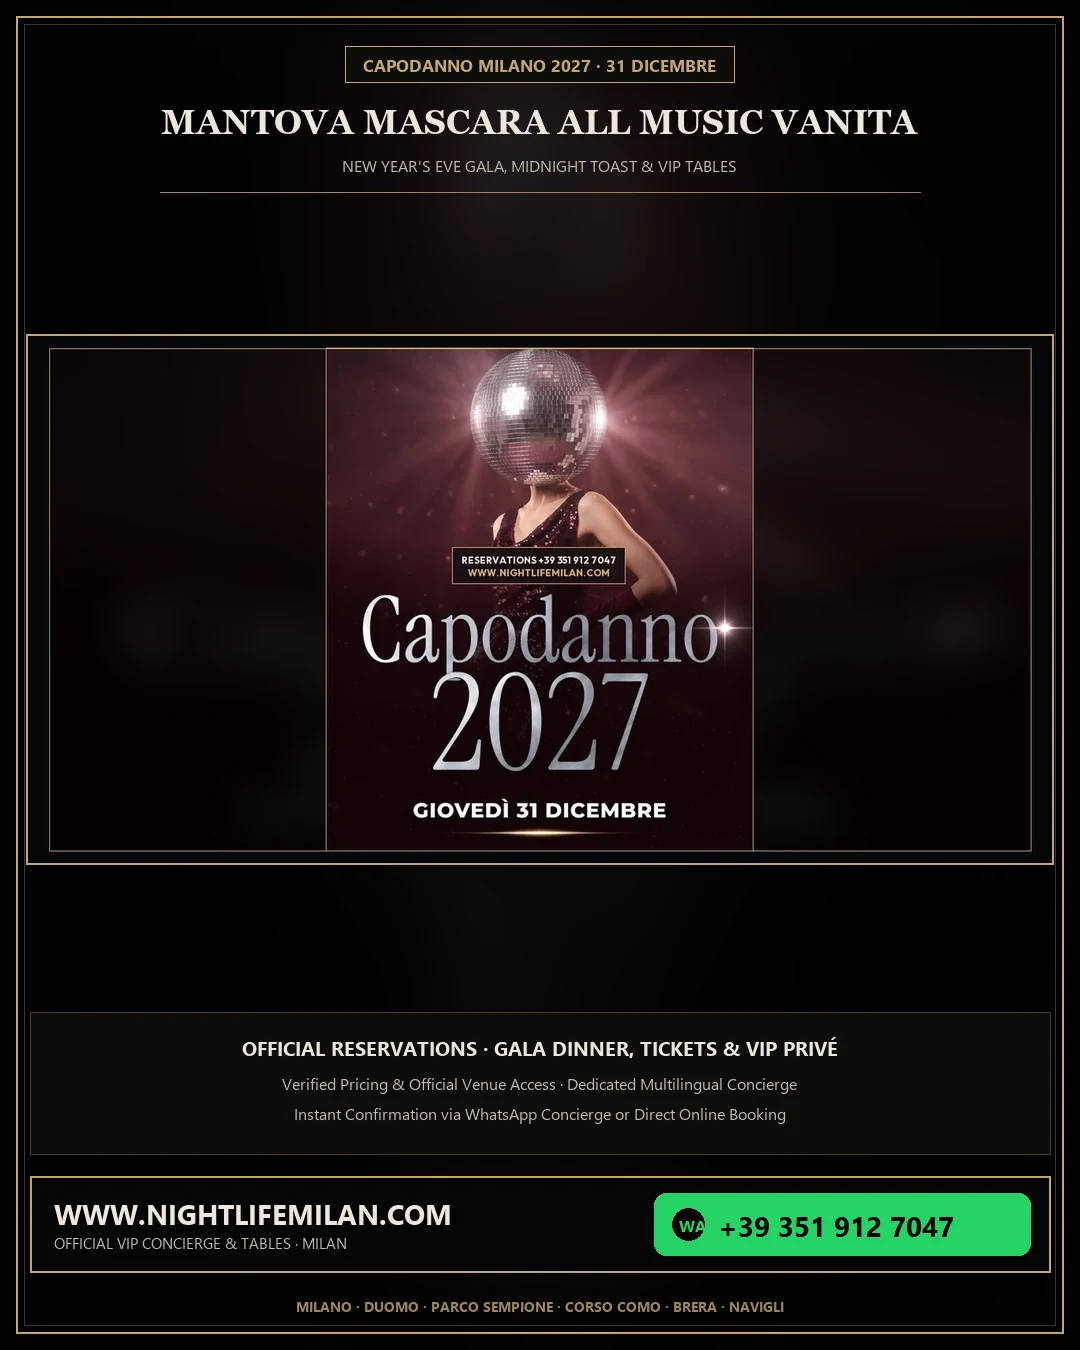 CAPODANNO MILANO 2027 · 31 DICEMBRE
MANTOVA MASCARA ALL MUSIC VANITA
NEW YEAR'S EVE GALA, MIDNIGHT TOAST & VIP TABLES
RESERVATIONS +39 351 912 7047
WWW.NIGHTLIFEMILAN.COM
Capodanno
2027
GIOVEDÌ 31 DICEMBRE
OFFICIAL RESERVATIONS · GALA DINNER, TICKETS & VIP PRIVÉ
Verified Pricing & Official Venue Access · Dedicated Multilingual Concierge
Instant Confirmation via WhatsApp Concierge or Direct Online Booking
WWW.NIGHTLIFEMILAN.COM
OFFICIAL VIP CONCIERGE & TABLES · MILAN
WA +39 351 912 7047
MILANO · DUOMO · PARCO SEMPIONE · CORSO COMO · BRERA · NAVIGLI